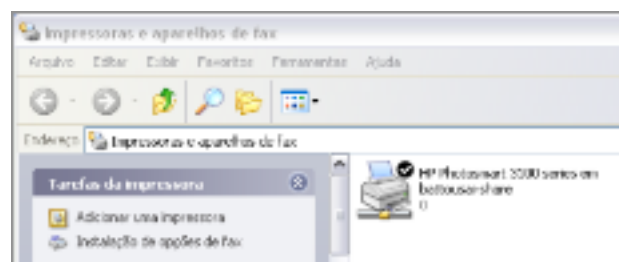 Impressoras e aparelhos de fax
Arquivo Editar Exibir Favoritos Ferramentas Ajuda
Endereço Impressoras e aparelhos de fax
Tarefas da impressora
Adicionar uma impressora
Instalação de opções de fax
HP Photosmart series em
0